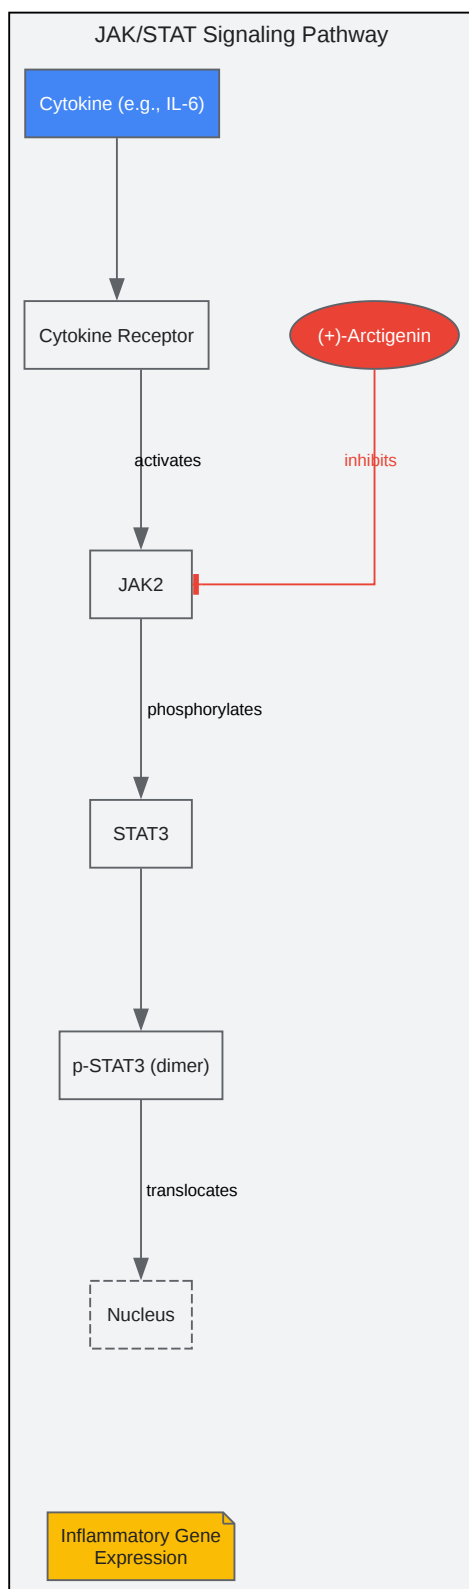 JAK/STAT Signaling Pathway
Cytokine (e.g., IL-6)
Cytokine Receptor
(+)-Arctigenin
activates
inhibits
JAK2
phosphorylates
STAT3
p-STAT3 (dimer)
translocates
Nucleus
Inflammatory Gene
Expression